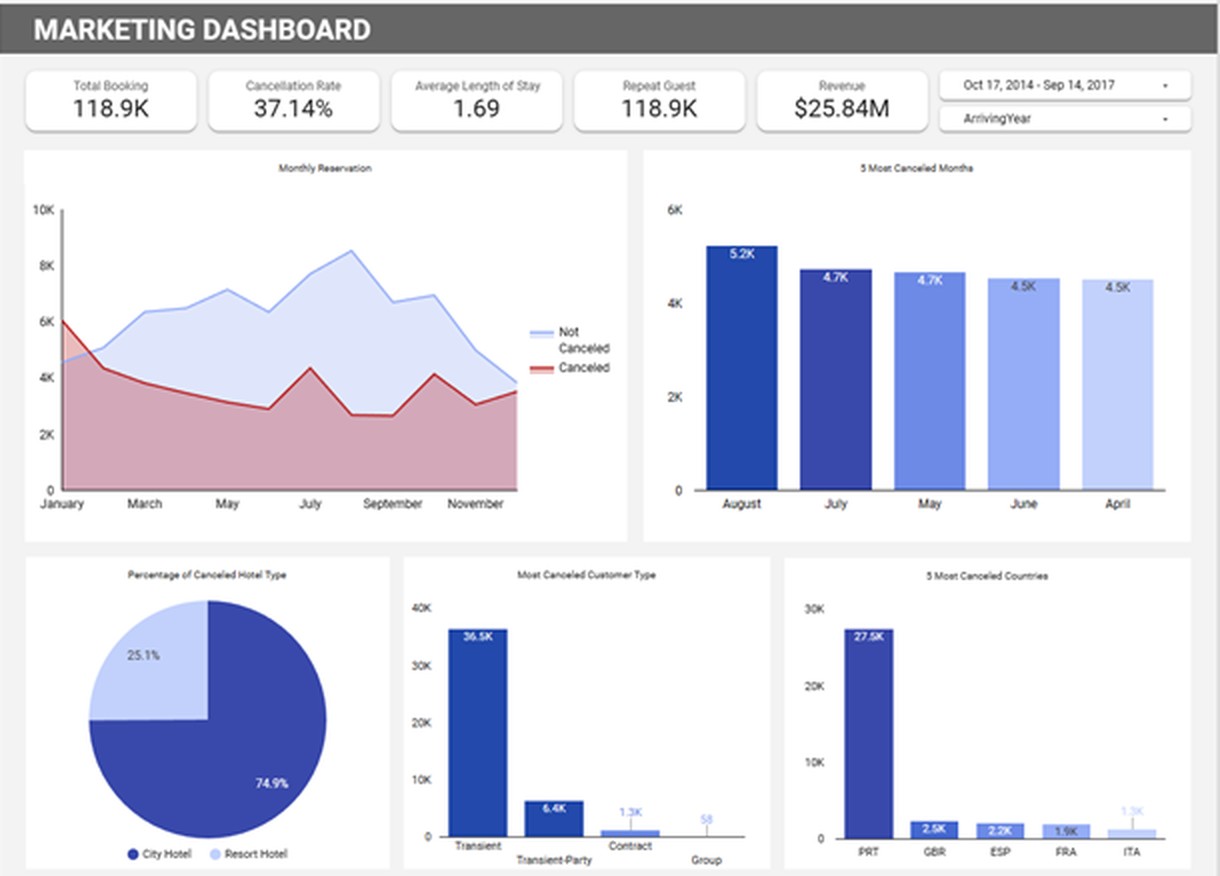 MARKETING DASHBOARD
Total Booking
118.9K
Cancellation Rate
37.14%
Average Length of Stay
1.69
Repeat Guest
118.9K
Revenue
$25.84M
Oct 17, 2014 - Sep 14, 2017
ArrivingYear
Monthly Reservation
10K
8K
6K
4K
2K
0
January
March
May
July
September
November
Not
Canceled
Canceled
5 Most Canceled Months
6K
4K
2K
0
5.2K
4.7K
4.7K
4.5K
4.5K
August
July
May
June
April
Percentage of Canceled Hotel Type
25.1%
74.9%
City Hotel
Resort Hotel
Most Canceled Customer Type
40K
30K
20K
10K
0
36.5K
6.4K
1.3K
58
Transient
Transient-Party
Contract
Group
5 Most Canceled Countries
30K
20K
10K
0
27.5K
2.5K
2.2K
1.9K
1.3K
PRT
GBR
ESP
FRA
ITA